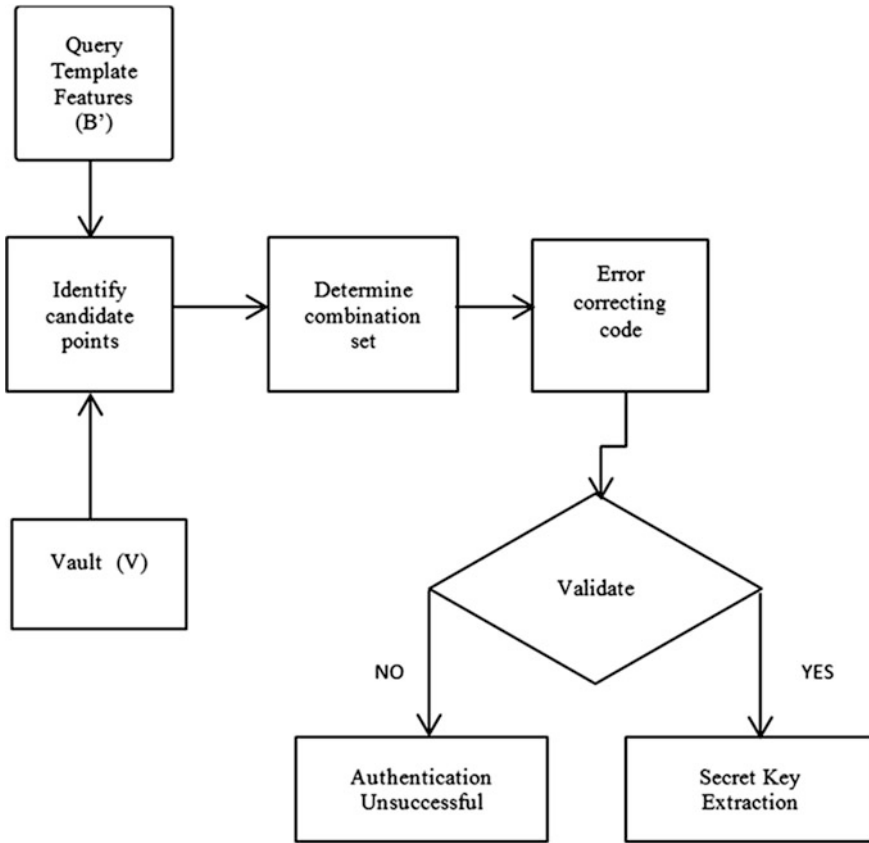 Query
Template
Features
(B’)
Identify
candidate
points
Determine
combination
set
Error
correcting
code
Vault (V)
Validate
NO
YES
Authentication
Unsuccessful
Secret Key
Extraction